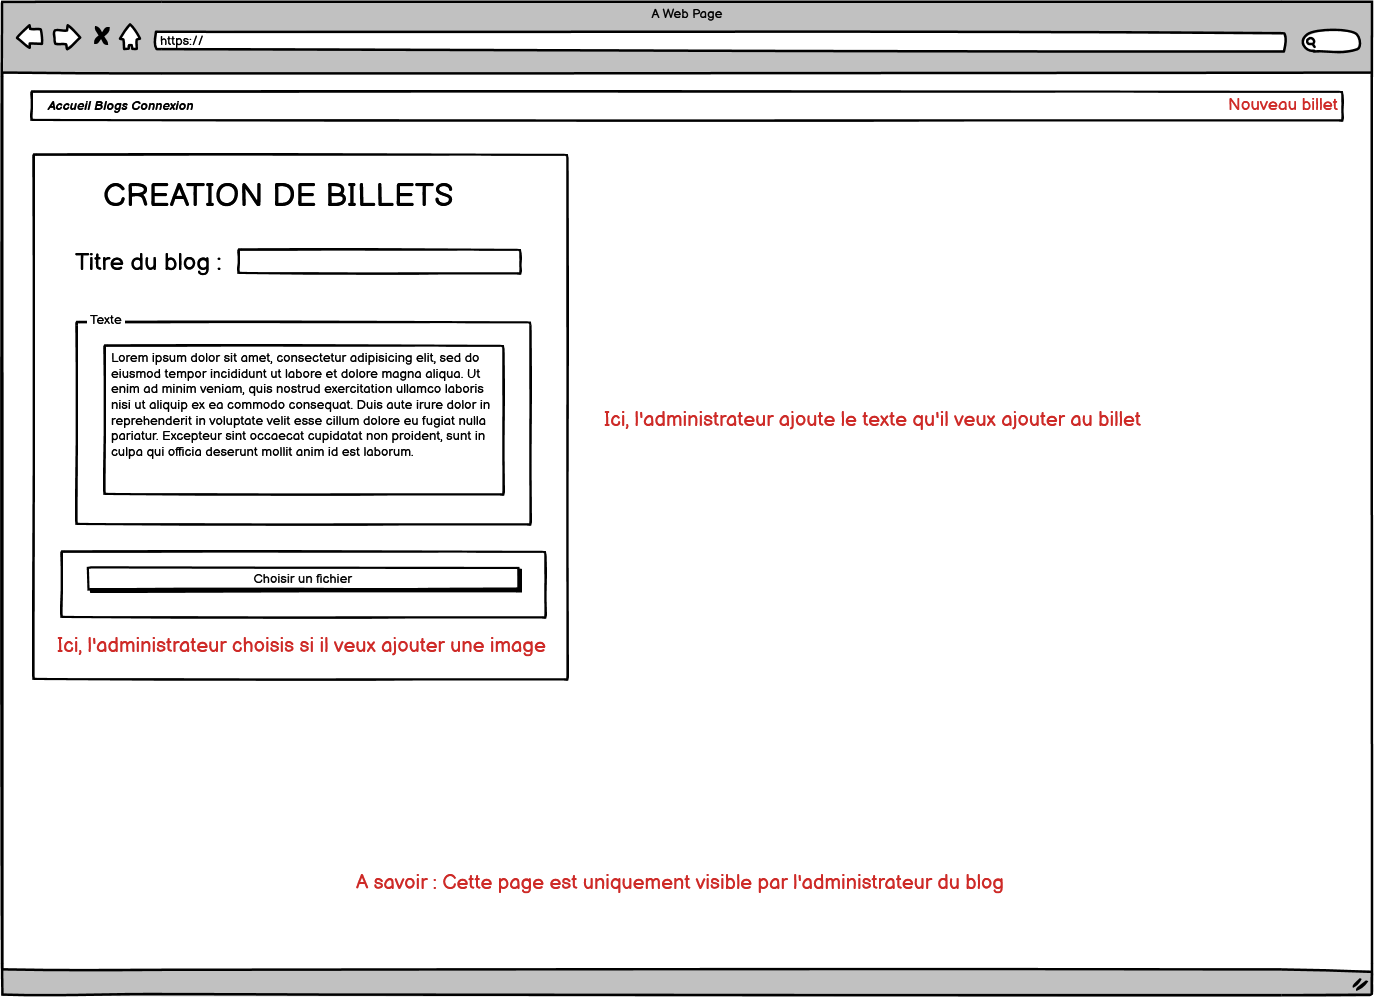 A Web Page
https://
Accueil Blogs Connexion
Nouveau billet
CREATION DE BILLETS
Titre du blog :
Texte
Lorem ipsum dolor sit amet, consectetur adipisicing elit, sed do
eiusmod tempor incididunt ut labore et dolore magna aliqua. Ut
enim ad minim veniam, quis nostrud exercitation ullamco laboris
nisi ut aliquip ex ea commodo consequat. Duis aute irure dolor in
reprehenderit in voluptate velit esse cillum dolore eu fugiat nulla
pariatur. Excepteur sint occaecat cupidatat non proident, sunt in
culpa qui officia deserunt mollit anim id est laborum.
Ici, l'administrateur ajoute le texte qu'il veux ajouter au billet
Choisir un fichier
Ici, l'administrateur choisis si il veux ajouter une image
A savoir : Cette page est uniquement visible par l'administrateur du blog